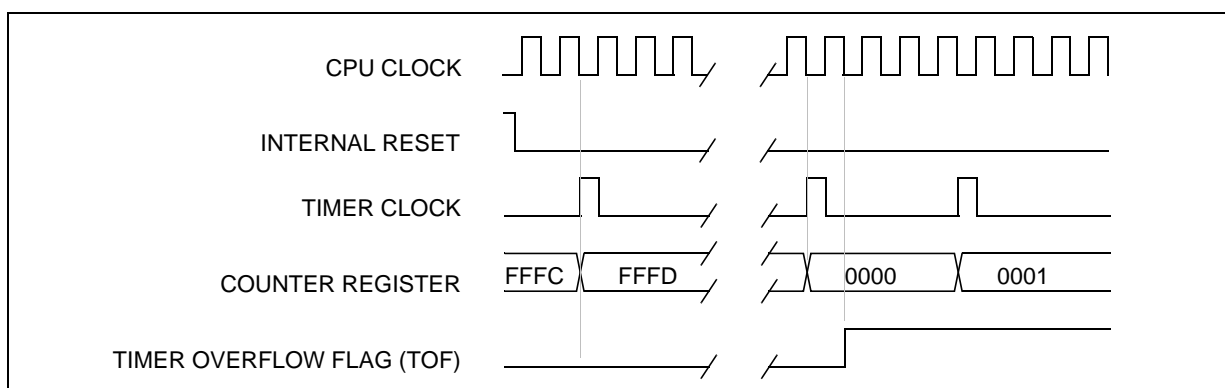 CPU CLOCK
INTERNAL RESET
TIMER CLOCK
COUNTER REGISTER FFFC FFFD 0000 0001
TIMER OVERFLOW FLAG (TOF)